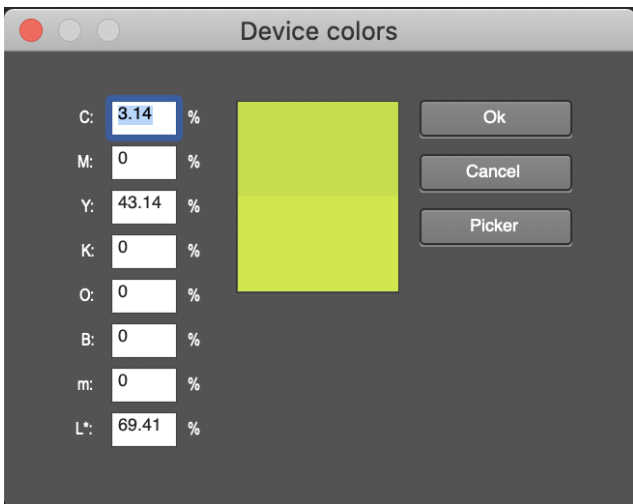 Device colors
C: 3.14 % Ok
M: 0 % Cancel
Y: 43.14 % Picker
K: 0 %
O: 0 %
B: 0 %
m: 0 %
L*: 69.41 %